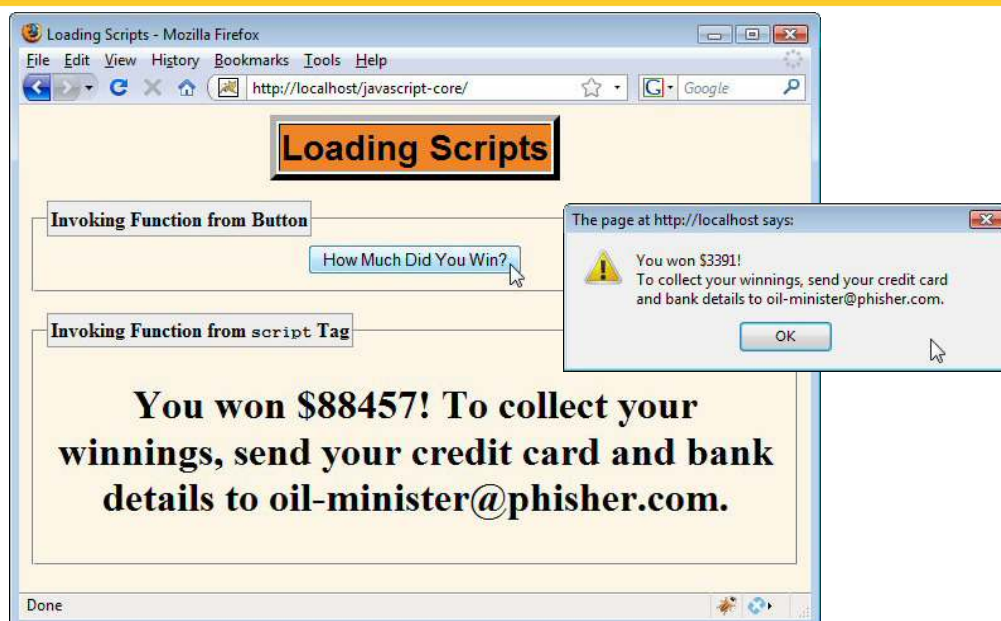 Loading Scripts - Mozilla Firefox
File Edit View History Bookmarks Tools Help
http://localhost/javascript-core/
G Google
Loading Scripts
Invoking Function from Button
How Much Did You Win?
The page at http://localhost says:
You won $3391!
To collect your winnings, send your credit card
and bank details to oil-minister@phisher.com.
OK
Invoking Function from script Tag
You won $88457! To collect your
winnings, send your credit card and bank
details to oil-minister@phisher.com.
Done